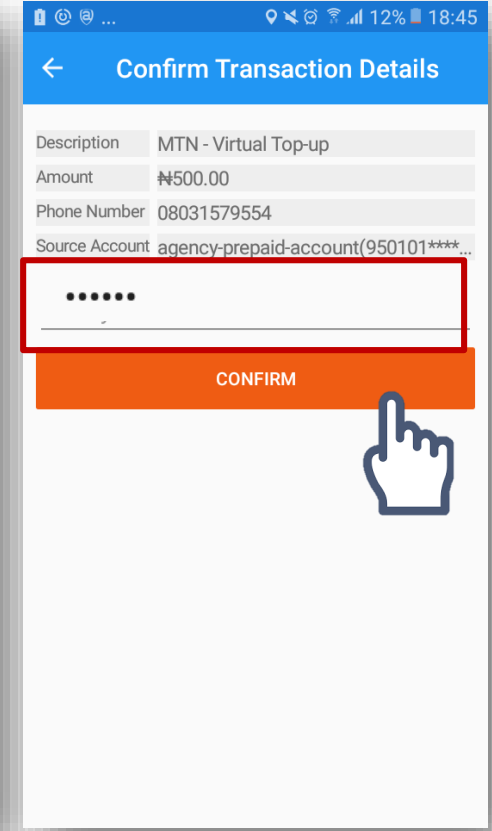 ... 12% 18:45
Confirm Transaction Details
Description MTN - Virtual Top-up
Amount ₦500.00
Phone Number 08031579554
Source Account agency-prepaid-account(950101****...
••••••
CONFIRM